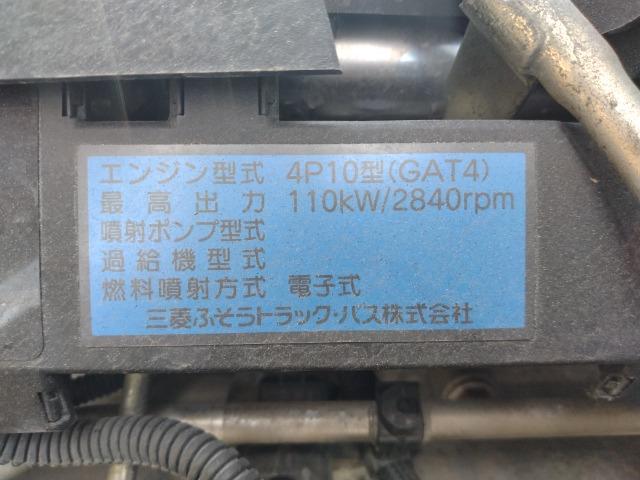 エンジン型式 4P10型(GAT4)
最高出力 110kW/2840rpm
噴射ポンプ型式
過給機型式
燃料噴射方式 電子式
三菱ふそうトラック・バス株式会社